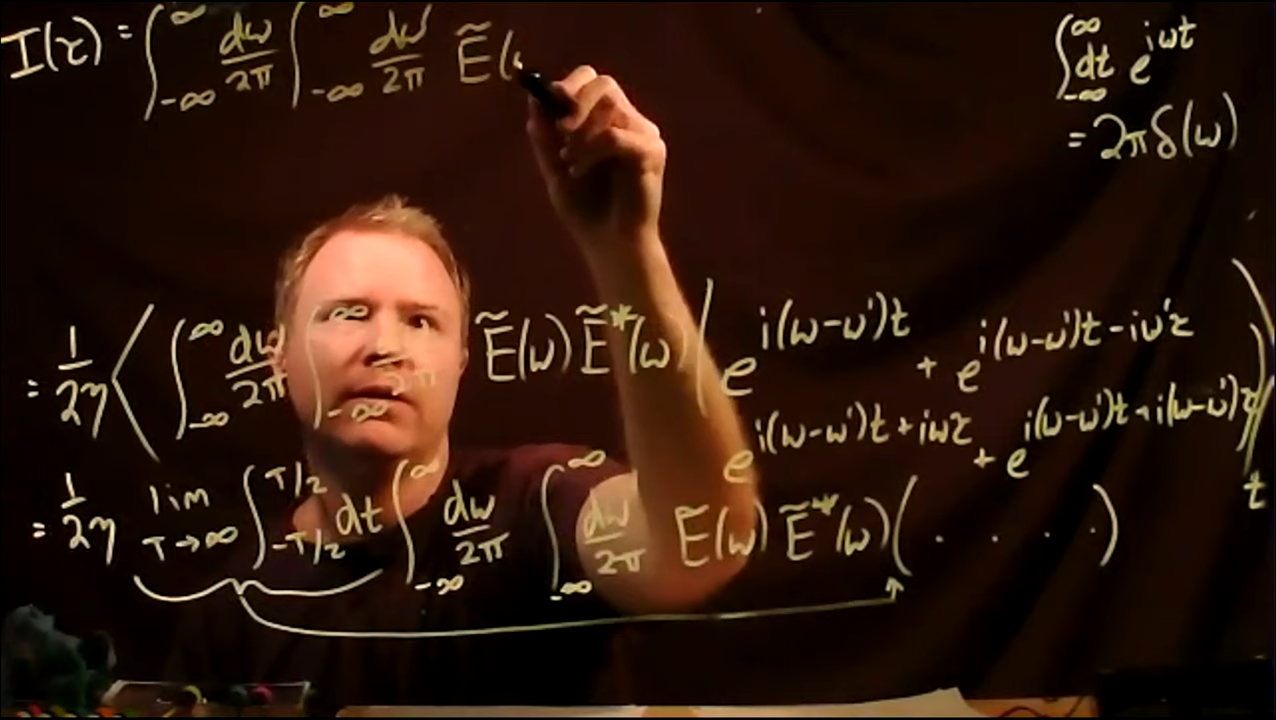 I(τ) = ∫_{-∞}^{∞} dω/2π ∫_{-∞}^{∞} dω'/2π Ẽ(
∫_{-∞}^{∞} dt e^{iωt}
= 2πδ(ω)
= 1/2η ⟨ ∫_{-∞}^{∞} dω/2π ∫_{-∞}^{∞} /2π Ẽ(ω) Ẽ*(ω) ( e^{i(ω-ω')t} + e^{i(ω-ω')t-iω'τ}
e^{i(ω-ω')t+iωτ} + e^{i(ω-ω')t+i(ω-ω')τ} ) ⟩_t
= 1/2η lim_{T→∞} ∫_{-T/2}^{T/2} dt ∫_{-∞}^{∞} dω/2π ∫_{-∞}^{∞} dω/2π Ẽ(ω) Ẽ*(ω) ( . . . . )